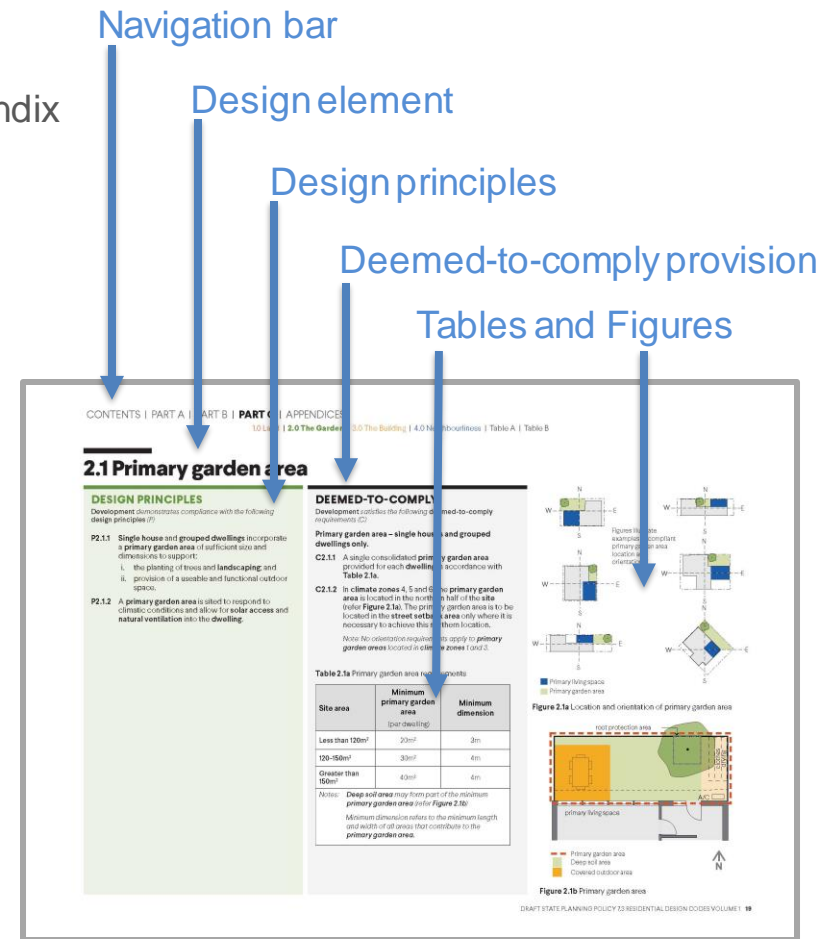 Navigation bar
ndix
Design element
Design principles
Deemed-to-comply provision
Tables and Figures
CONTENTS | PART A | PART B | PART C | APPENDICES
1.0 Land | 2.0 The Garden | 3.0 The Building | 4.0 Neighbourliness | Table A | Table B
2.1 Primary garden area
DESIGN PRINCIPLES
Development demonstrates compliance with the following
design principles (P)
P2.1.1 Single house and grouped dwellings incorporate
a primary garden area of sufficient size and
dimensions to support:
i. the planting of trees and landscaping; and
ii. provision of a useable and functional outdoor
space.
P2.1.2 A primary garden area is sited to respond to
climatic conditions and allow for solar access and
natural ventilation into the dwelling.
DEEMED-TO-COMPLY
Development satisfies the following deemed-to-comply
requirements (C)
Primary garden area – single houses and grouped
dwellings only.
C2.1.1 A single consolidated primary garden area
provided for each dwelling in accordance with
Table 2.1a.
C2.1.2 In climate zones 4, 5 and 6 the primary garden
area is located in the northern half of the site
(refer Figure 2.1a). The primary garden area is to be
located in the street setback area only where it is
necessary to achieve this northern location.
Note: No orientation requirements apply to primary
garden areas located in climate zones 1 and 3.
Table 2.1a Primary garden area requirements
Site area
Minimum
primary garden
area
(per dwelling)
Minimum
dimension
Less than 120m² 20m² 3m
120-150m² 30m² 4m
Greater than
150m² 40m² 4m
Notes: Deep soil area may form part of the minimum
primary garden area (refer Figure 2.1b)
Minimum dimension refers to the minimum length
and width of all areas that contribute to the
primary garden area.
N N
W E W E
S S
Figures illustrate
examples of compliant
primary garden area
location and
orientation
N N
W E W E
S S
N N
W E W E
S S
Primary living space
Primary garden area
Figure 2.1a Location and orientation of primary garden area
root protection area
clothes
drying
A/C
primary living space
Primary garden area
Deep soil area
Covered outdoor area
N
Figure 2.1b Primary garden area
DRAFT STATE PLANNING POLICY 7.3 RESIDENTIAL DESIGN CODES VOLUME 1 19